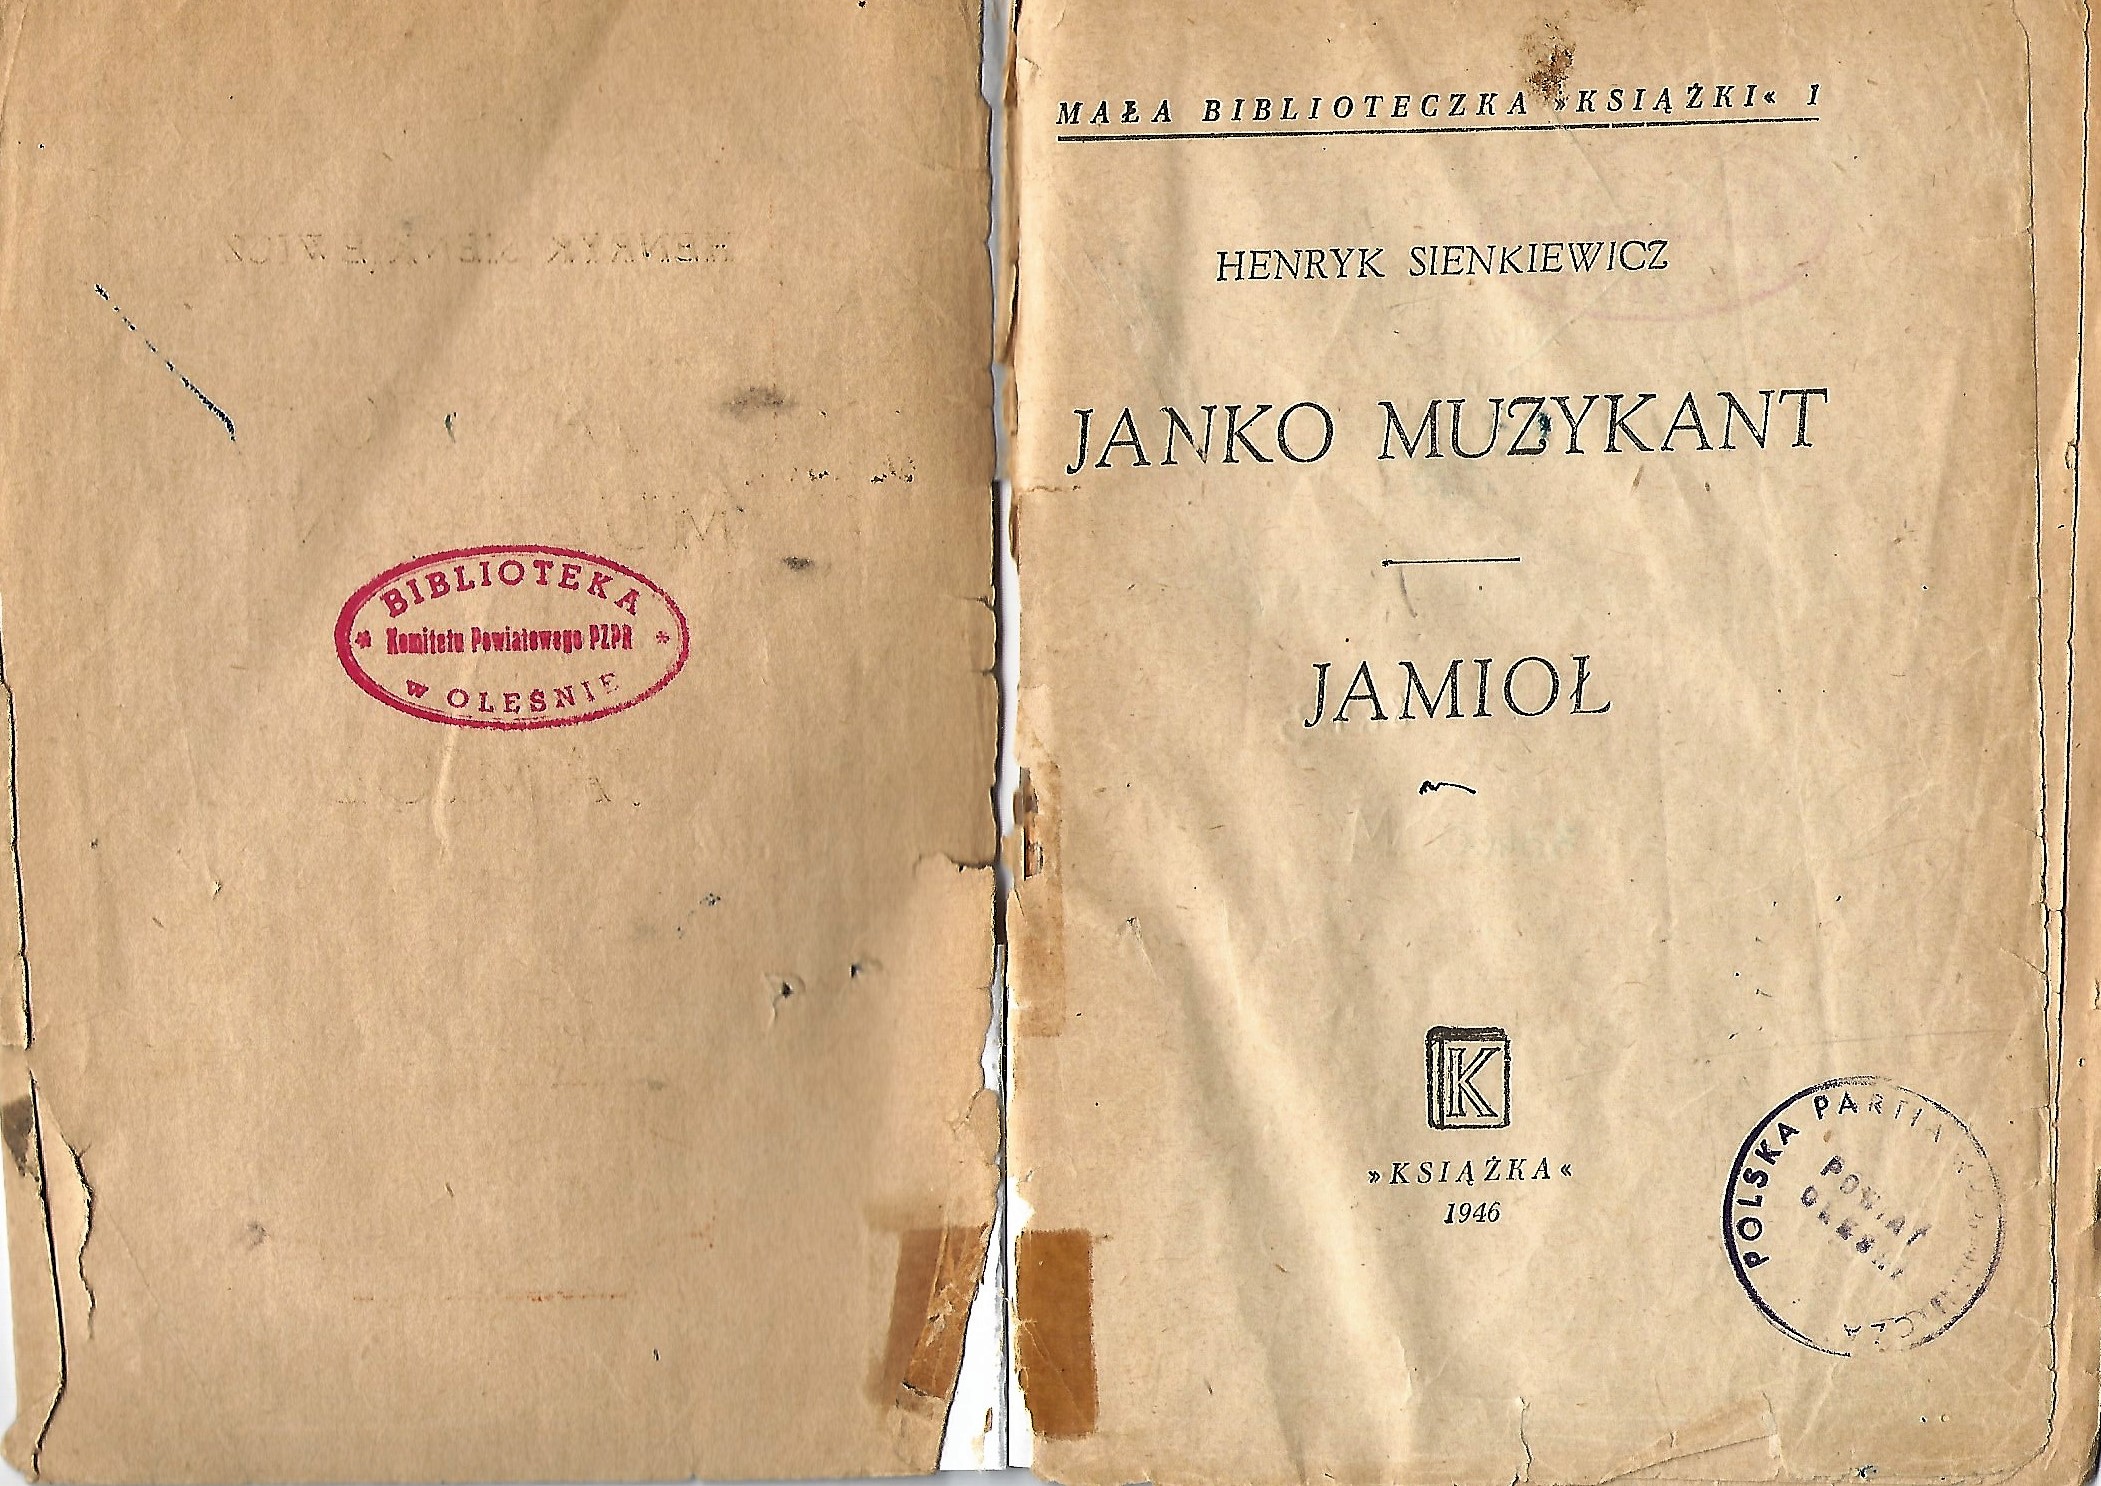 BIBLIOTEKA
* Komitetu Powiatowego PZPR *
w OLEŚNIE
MAŁA BIBLIOTECZKA »KSIĄŻKI« 1
HENRYK SIENKIEWICZ
JANKO MUZYKANT
JAMIOŁ
K
»KSIĄŻKA«
1946
POLSKA PARTIA
POWIAT